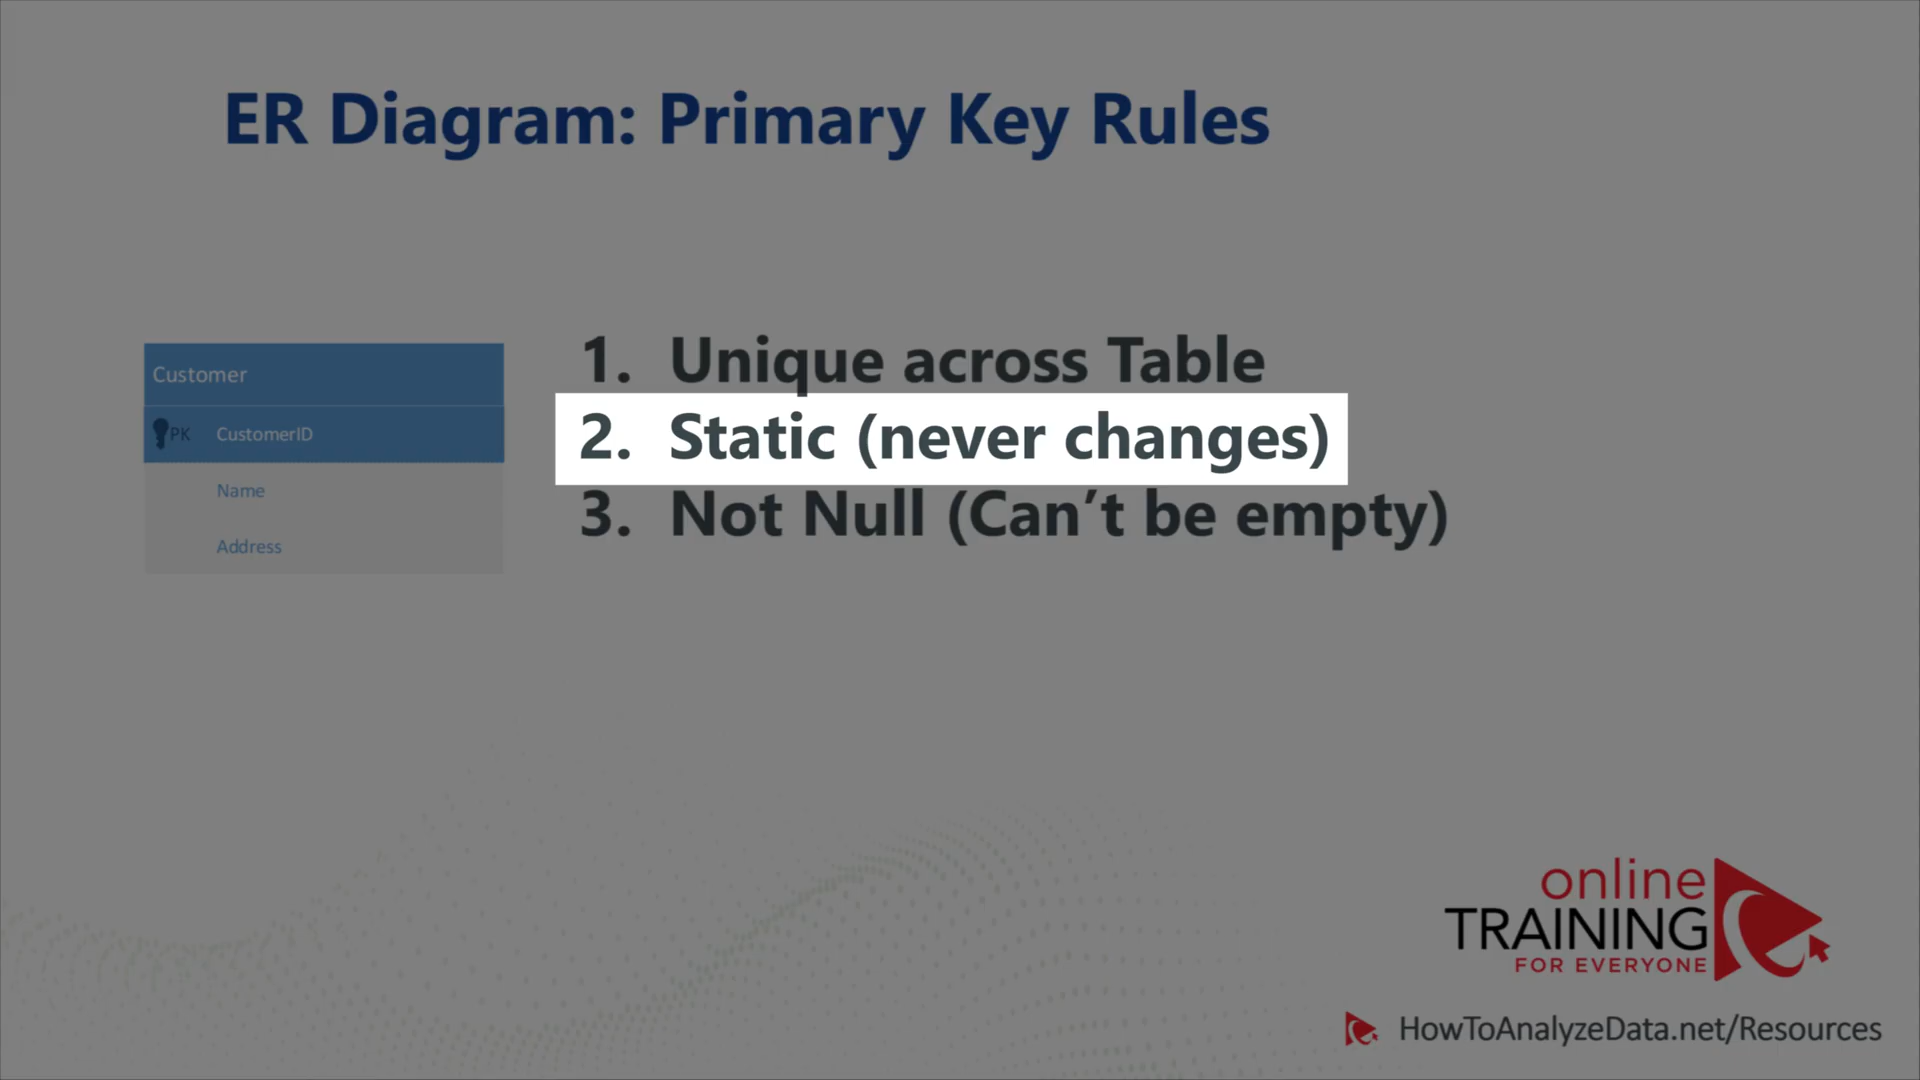 ER Diagram: Primary Key Rules
Customer
PK CustomerID
Name
Address
1. Unique across Table
2. Static (never changes)
3. Not Null (Can’t be empty)
online
TRAINING
FOR EVERYONE
HowToAnalyzeData.net/Resources